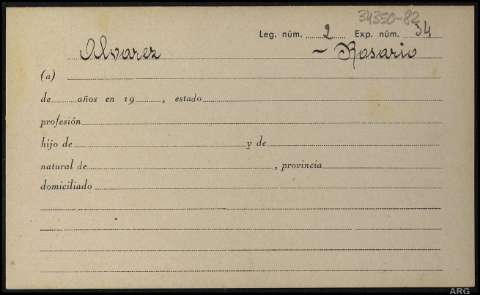 34550-82
Leg. núm. 2 Exp. núm. 34
Alvarez - Rosario
(a)
de años en 19 , estado
profesión
hijo de y de
natural de , provincia
domiciliado
ARG